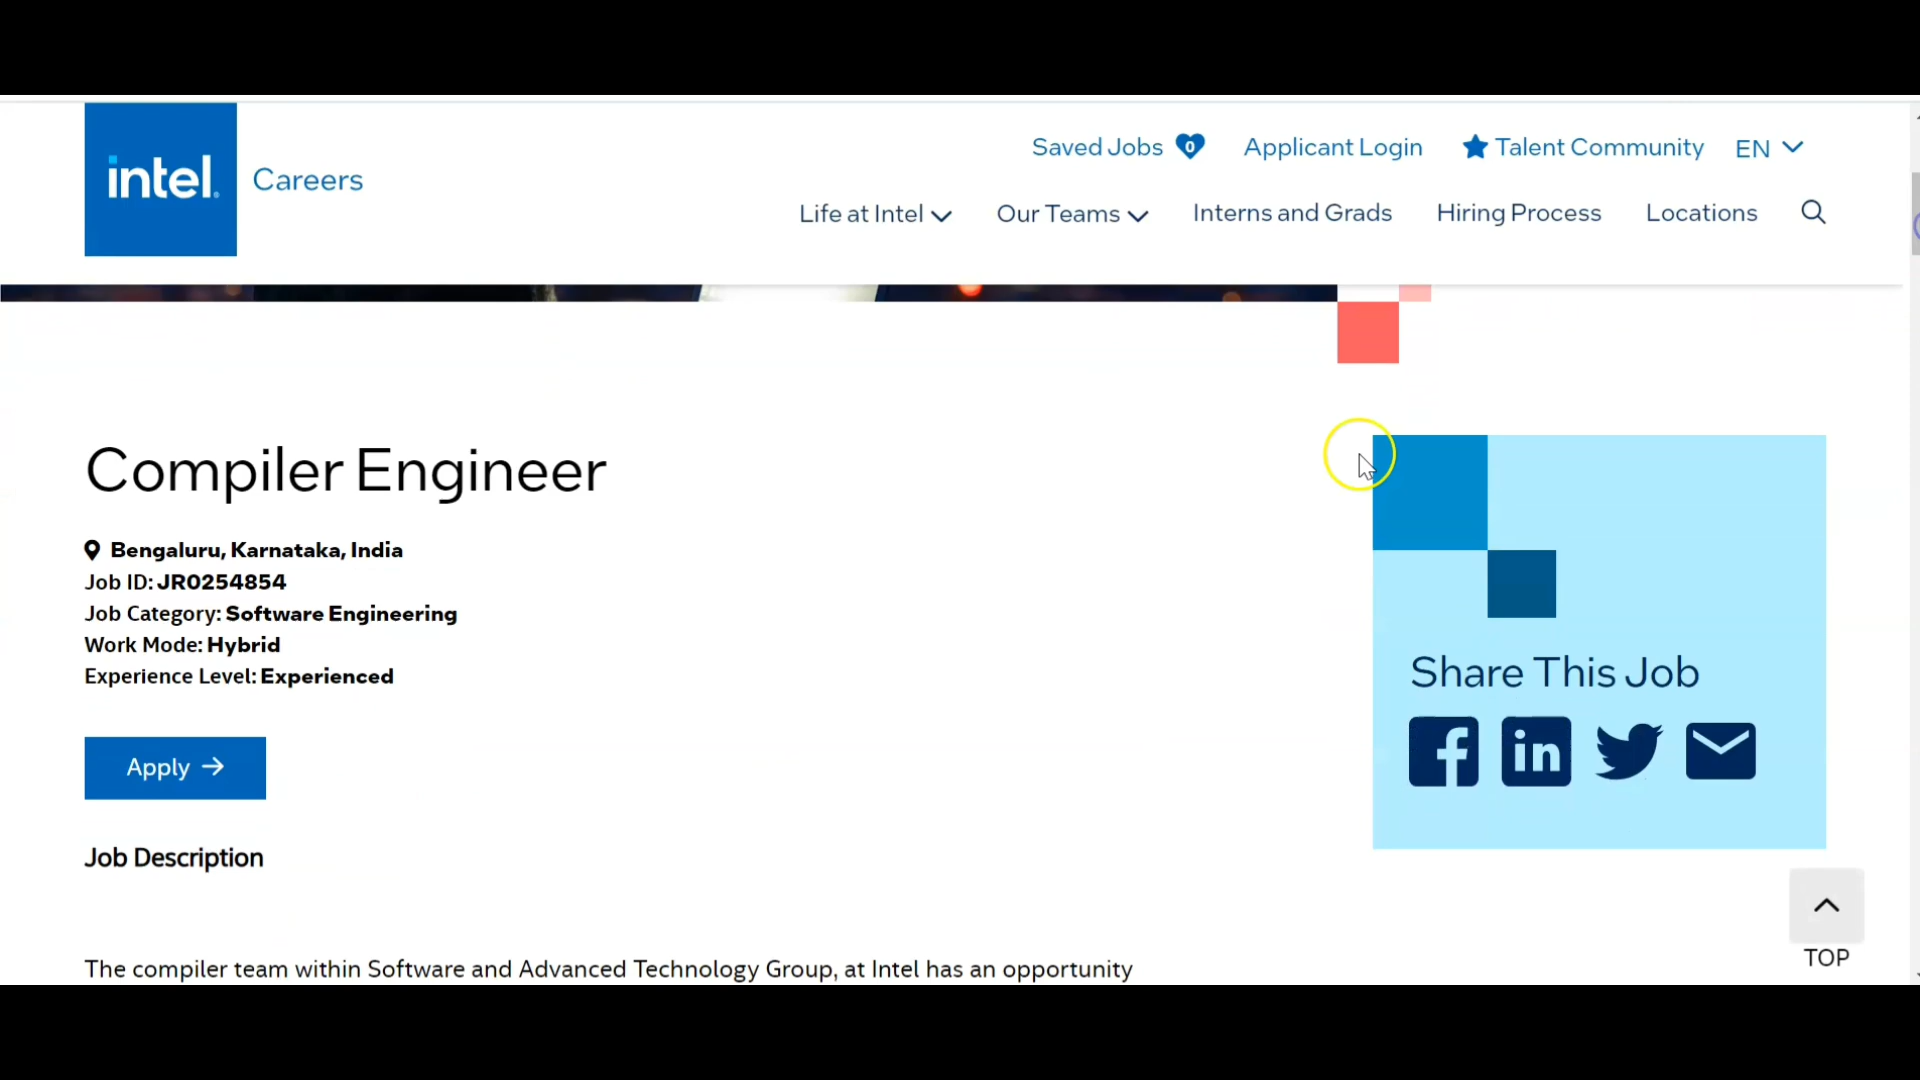 Saved Jobs 0 Applicant Login Talent Community EN
intel. Careers
Life at Intel Our Teams Interns and Grads Hiring Process Locations
Compiler Engineer
Bengaluru, Karnataka, India
Job ID: JR0254854
Job Category: Software Engineering
Work Mode: Hybrid
Experience Level: Experienced
Apply →
Share This Job
f in
Job Description
TOP
The compiler team within Software and Advanced Technology Group, at Intel has an opportunity